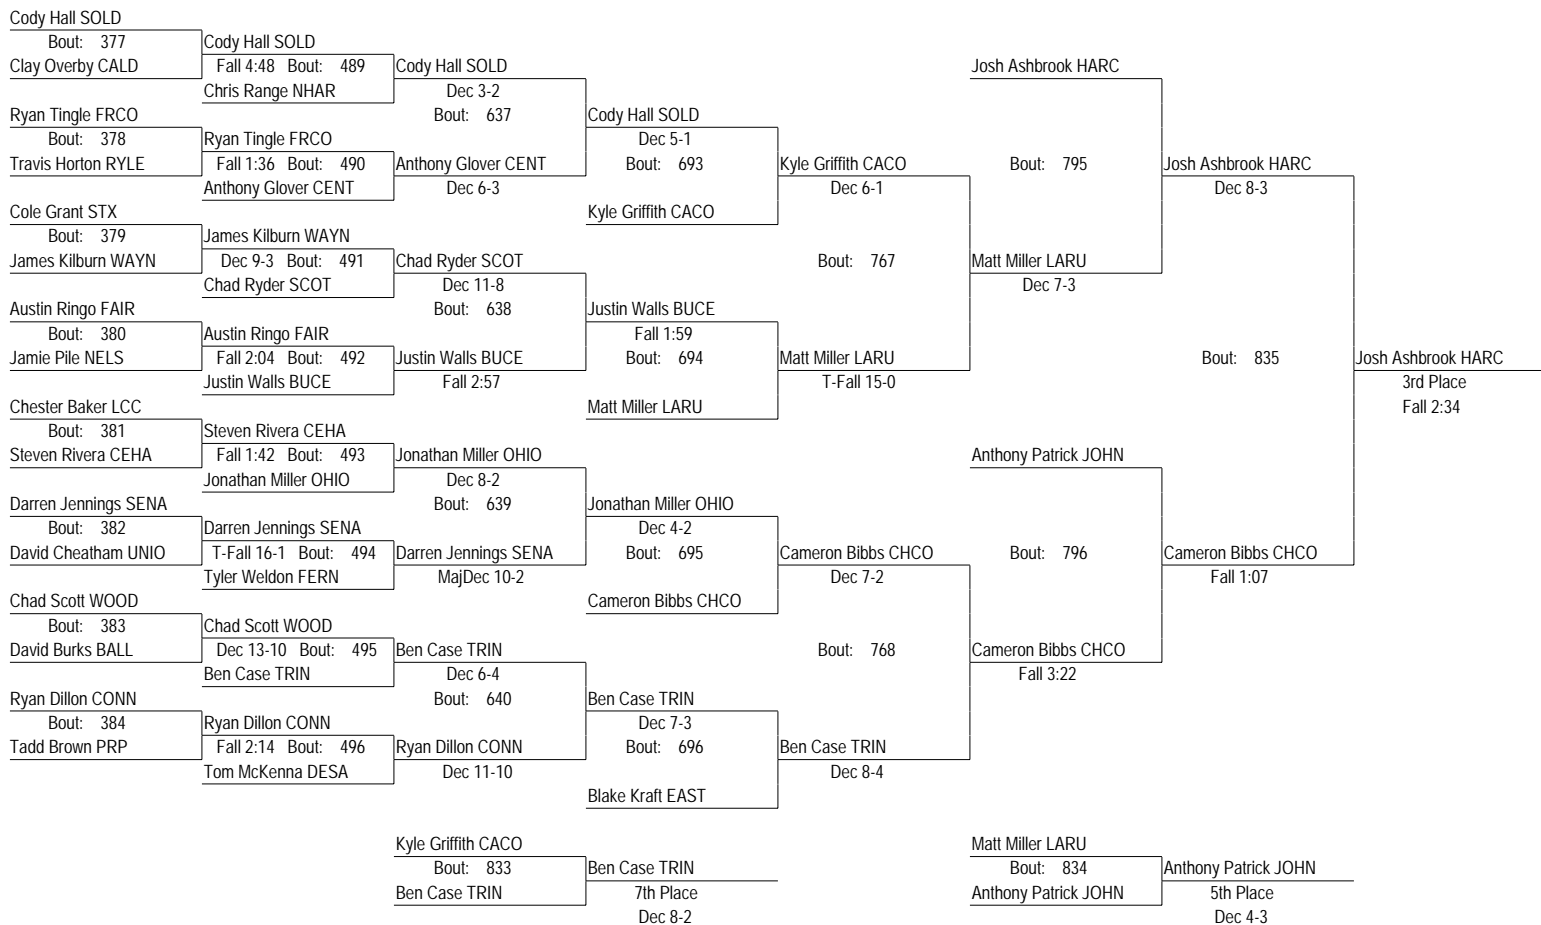 Cody Hall SOLD
Bout: 377
Cody Hall SOLD
Clay Overby CALD
Fall 4:48 Bout: 489
Cody Hall SOLD
Josh Ashbrook HARC
Chris Range NHAR
Dec 3-2
Ryan Tingle FRCO
Bout: 637
Cody Hall SOLD
Bout: 378
Ryan Tingle FRCO
Dec 5-1
Travis Horton RYLE
Fall 1:36 Bout: 490
Anthony Glover CENT
Bout: 693
Kyle Griffith CACO
Bout: 795
Josh Ashbrook HARC
Anthony Glover CENT
Dec 6-3
Dec 6-1
Dec 8-3
Cole Grant STX
Kyle Griffith CACO
Bout: 379
James Kilburn WAYN
James Kilburn WAYN
Dec 9-3 Bout: 491
Chad Ryder SCOT
Bout: 767
Matt Miller LARU
Chad Ryder SCOT
Dec 11-8
Dec 7-3
Austin Ringo FAIR
Bout: 638
Justin Walls BUCE
Bout: 380
Austin Ringo FAIR
Fall 1:59
Jamie Pile NELS
Fall 2:04 Bout: 492
Justin Walls BUCE
Bout: 694
Matt Miller LARU
Bout: 835
Josh Ashbrook HARC
Justin Walls BUCE
Fall 2:57
T-Fall 15-0
3rd Place
Chester Baker LCC
Matt Miller LARU
Fall 2:34
Bout: 381
Steven Rivera CEHA
Steven Rivera CEHA
Fall 1:42 Bout: 493
Jonathan Miller OHIO
Anthony Patrick JOHN
Jonathan Miller OHIO
Dec 8-2
Darren Jennings SENA
Bout: 639
Jonathan Miller OHIO
Bout: 382
Darren Jennings SENA
Dec 4-2
David Cheatham UNIO
T-Fall 16-1 Bout: 494
Darren Jennings SENA
Bout: 695
Cameron Bibbs CHCO
Bout: 796
Cameron Bibbs CHCO
Tyler Weldon FERN
MajDec 10-2
Dec 7-2
Fall 1:07
Chad Scott WOOD
Cameron Bibbs CHCO
Bout: 383
Chad Scott WOOD
David Burks BALL
Dec 13-10 Bout: 495
Ben Case TRIN
Bout: 768
Cameron Bibbs CHCO
Ben Case TRIN
Dec 6-4
Fall 3:22
Ryan Dillon CONN
Bout: 640
Ben Case TRIN
Bout: 384
Ryan Dillon CONN
Dec 7-3
Tadd Brown PRP
Fall 2:14 Bout: 496
Ryan Dillon CONN
Bout: 696
Ben Case TRIN
Tom McKenna DESA
Dec 11-10
Dec 8-4
Blake Kraft EAST
Kyle Griffith CACO
Matt Miller LARU
Bout: 833
Ben Case TRIN
Bout: 834
Anthony Patrick JOHN
Ben Case TRIN
7th Place
Anthony Patrick JOHN
5th Place
Dec 8-2
Dec 4-3